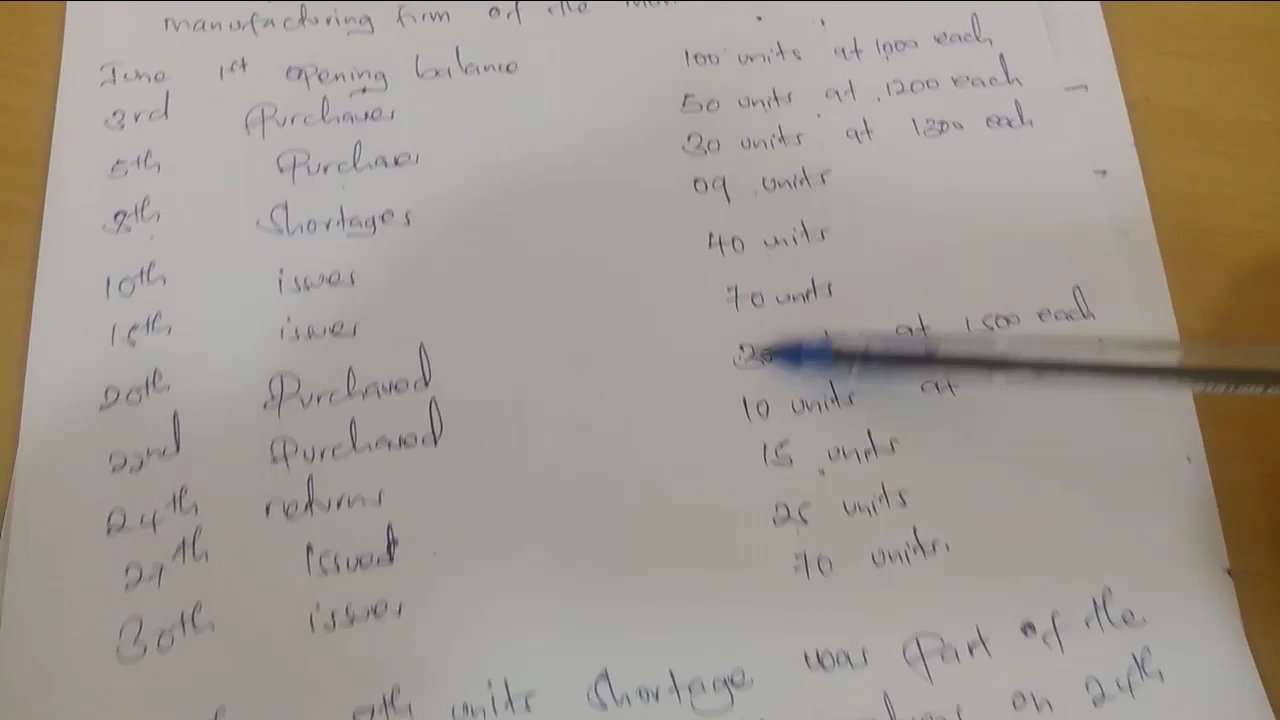 manufacturing firm of the
June 1st opening balance 100 units at 1000 each
3rd Purchases 50 units at 1200 each
5th Purchases 30 units at 1300 each
9th Shortages 09 units
10th issues 40 units
15th issues 70 units
20th Purchased at 1500 each
22nd Purchased 10 units at
24th returns 15 units
27th Issued 25 units
30th issues 70 units.
9th units shortage was part of the
on 24th